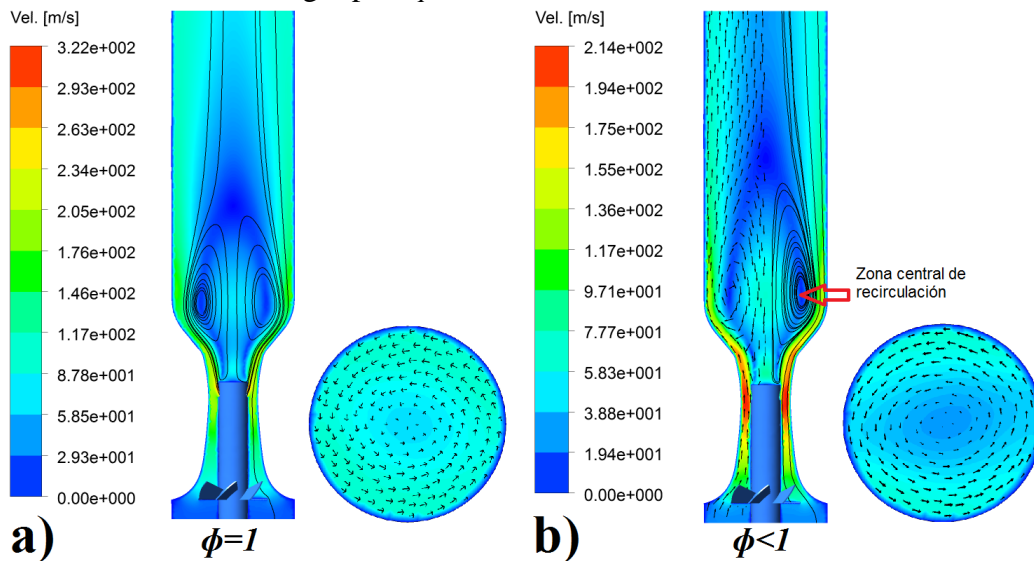 Vel. [m/s]
3.22e+002
2.93e+002
2.63e+002
2.34e+002
2.05e+002
1.76e+002
1.46e+002
1.17e+002
8.78e+001
5.85e+001
2.93e+001
0.00e+000
a)
ϕ=1
Vel. [m/s]
2.14e+002
1.94e+002
1.75e+002
1.55e+002
1.36e+002
1.17e+002
9.71e+001
7.77e+001
5.83e+001
3.88e+001
1.94e+001
0.00e+000
Zona central de
recirculación
b)
ϕ<1